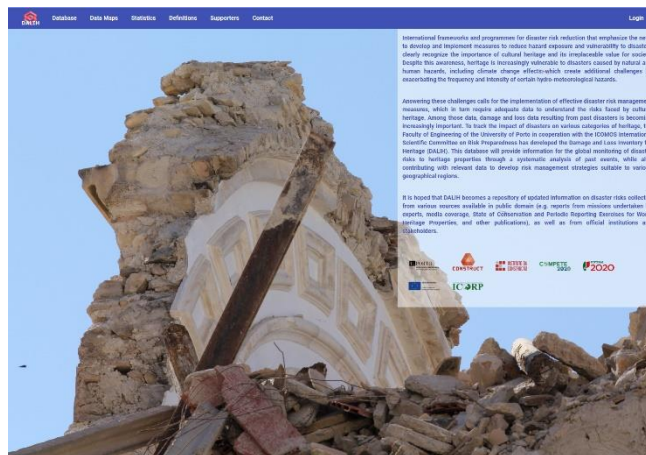 DALIH
Database Data Maps Statistics Definitions Supporters Contact Login
International frameworks and programmes for disaster risk reduction that emphasize the ne
to develop and implement measures to reduce hazard exposure and vulnerability to disaste
clearly recognize the importance of cultural heritage and its irreplaceable value for socie
Despite this awareness, heritage is increasingly vulnerable to disasters caused by natural a
human hazards, including climate change effects-which create additional challenges
exacerbating the frequency and intensity of certain hydro-meteorological hazards.
Answering these challenges calls for the implementation of effective disaster risk manageme
measures, which in term require adequate data to understand the risks faced by cultu
heritage. Among those data, damage and loss data resulting from past disasters is becomin
increasingly important. To track the impact of disasters on various categories of heritage, t
Faculty of Engineering of the University of Porto in cooperation with the ICOMOS Internation
Scientific Committee on Risk Preparedness has developed the Damage and Loss Inventory f
Heritage (DALIH). This database will provide information for the global monitoring of disast
risks to heritage properties through a systematic analysis of past events, while al
contributing with relevant data to develop risk management strategies suitable to vario
geographical regions.
It is hoped that DALIH becomes a repository of updated information on disaster risks collect
from various sources available in public domain (e.g. reports from missions undertaken
experts, media coverage, State of Conservation and Periodic Reporting Exercises for Wor
Heritage Properties, and other publications), as well as from official institutions a
stakeholders.
CONSTRUCT COMPETE 2020 2020
ICORP